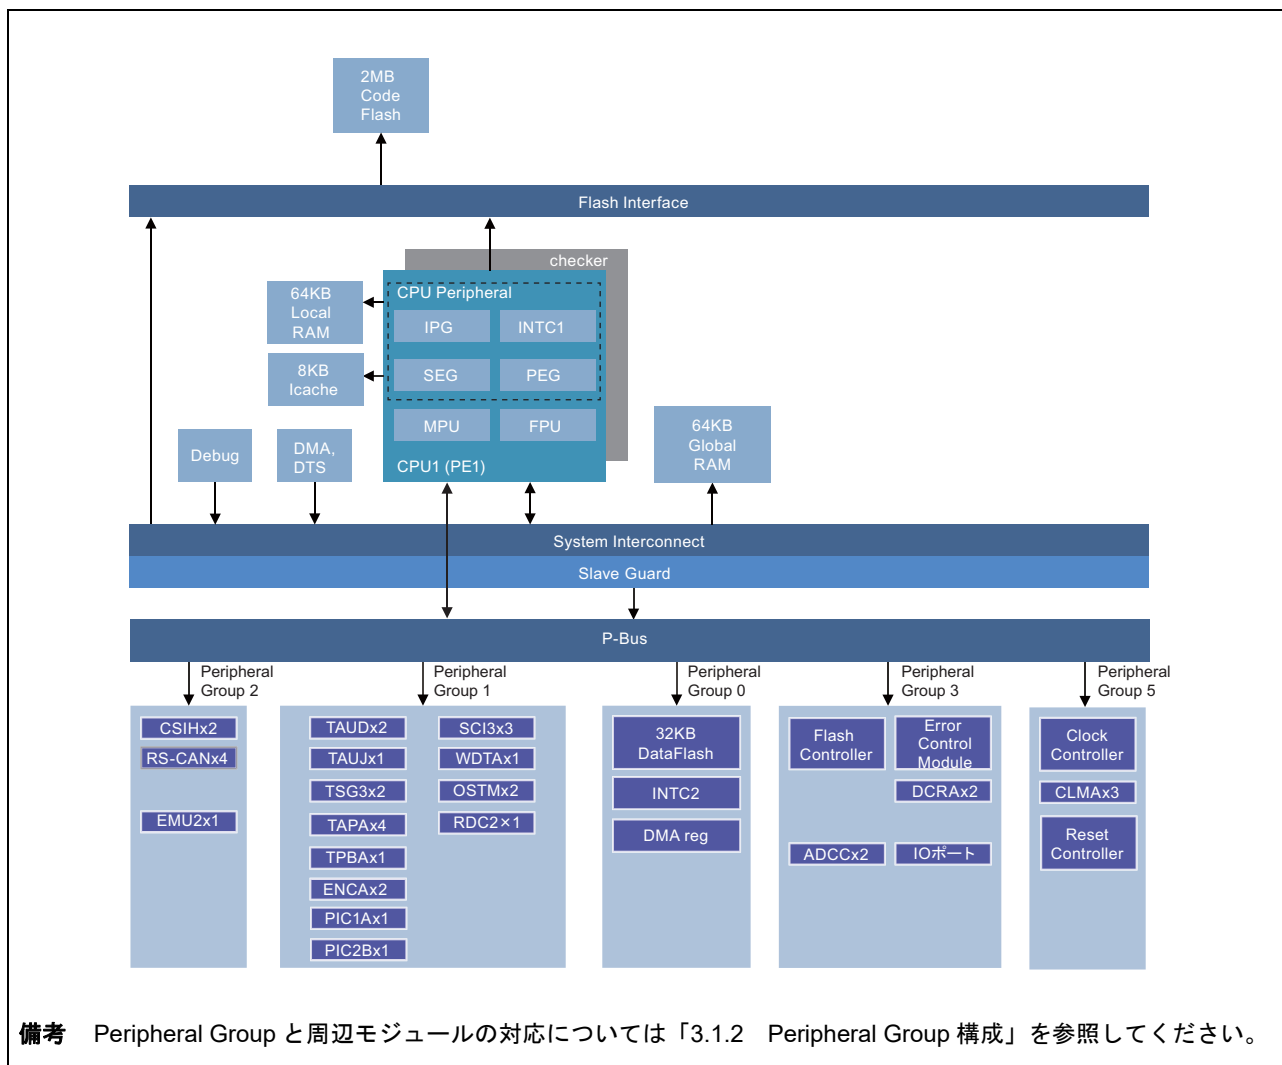 2MB
Code
Flash
Flash Interface
checker
CPU Peripheral
64KB
Local
RAM
IPG
INTC1
8KB
Icache
SEG
PEG
MPU
FPU
CPU1 (PE1)
64KB
Global
RAM
Debug
DMA,
DTS
System Interconnect
Slave Guard
P-Bus
Peripheral
Group 2
Peripheral
Group 1
Peripheral
Group 0
Peripheral
Group 3
Peripheral
Group 5
CSIHx2
RS-CANx4
EMU2x1
TAUDx2
TAUJx1
TSG3x2
TAPAx4
TPBAx1
ENCAx2
PIC1Ax1
PIC2Bx1
SCI3x3
WDTAx1
OSTMx2
RDC2×1
32KB
DataFlash
INTC2
DMA reg
Flash
Controller
Error
Control
Module
DCRAx2
ADCCx2
IOポート
Clock
Controller
CLMAx3
Reset
Controller
備考 Peripheral Group と周辺モジュールの対応については「3.1.2 Peripheral Group 構成」を参照してください。